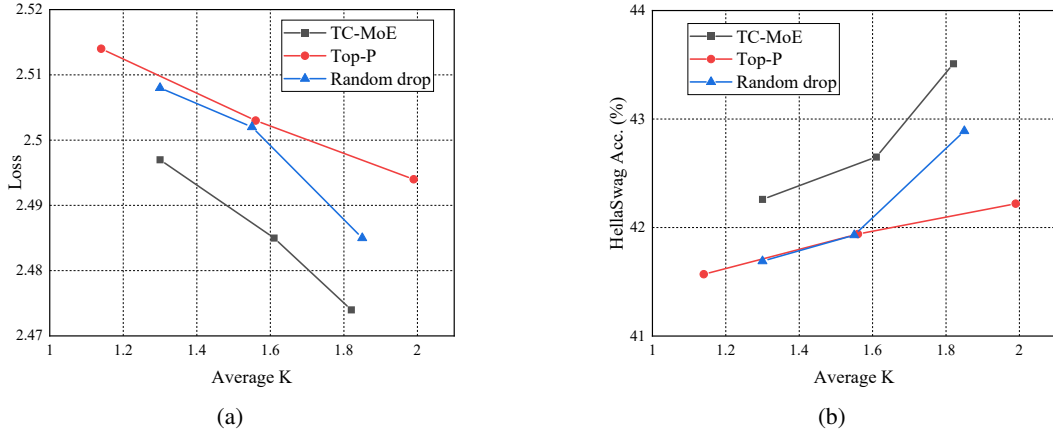 2.52
2.51
2.5
2.49
2.48
2.47
Loss
1 1.2 1.4 1.6 1.8 2
Average K
TC-MoE
Top-P
Random drop
(a)
44
43
42
41
HellaSwag Acc. (%)
1 1.2 1.4 1.6 1.8 2
Average K
TC-MoE
Top-P
Random drop
(b)